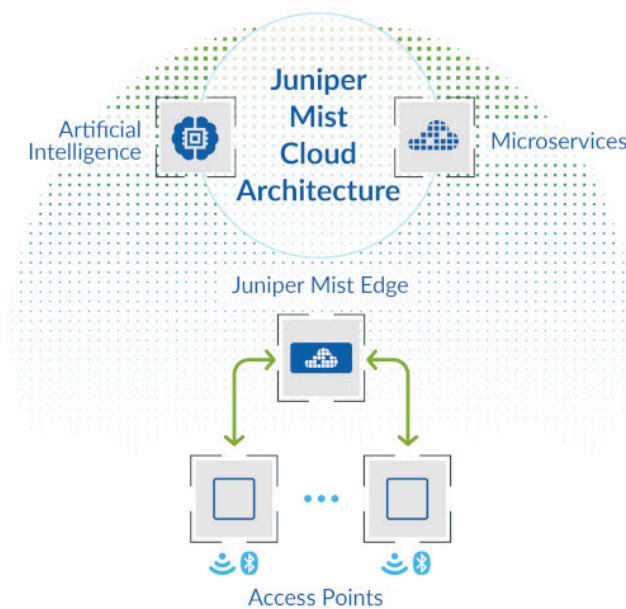 Juniper
Mist
Cloud
Architecture
Artificial
Intelligence
Microservices
Juniper Mist Edge
Access Points